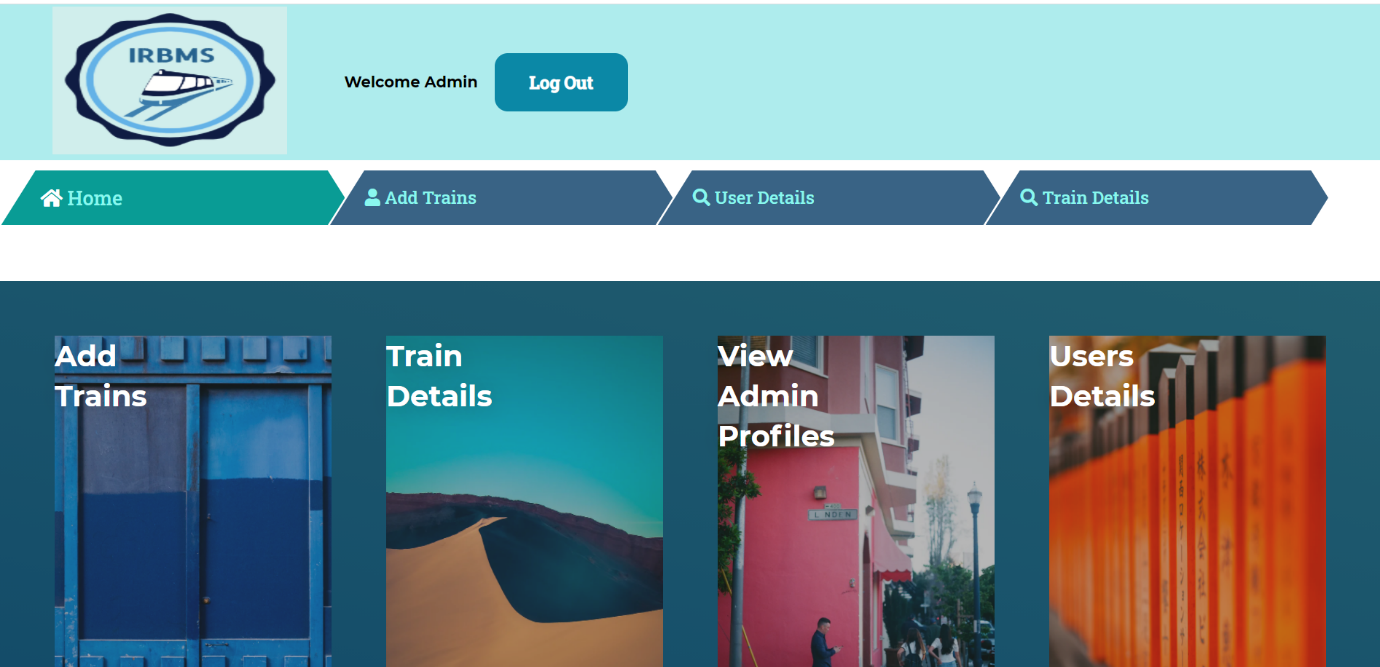 IRBMS
Welcome Admin
Log Out
Home
Add Trains
User Details
Train Details
Add
Trains
Train
Details
View
Admin
Profiles
Users
Details